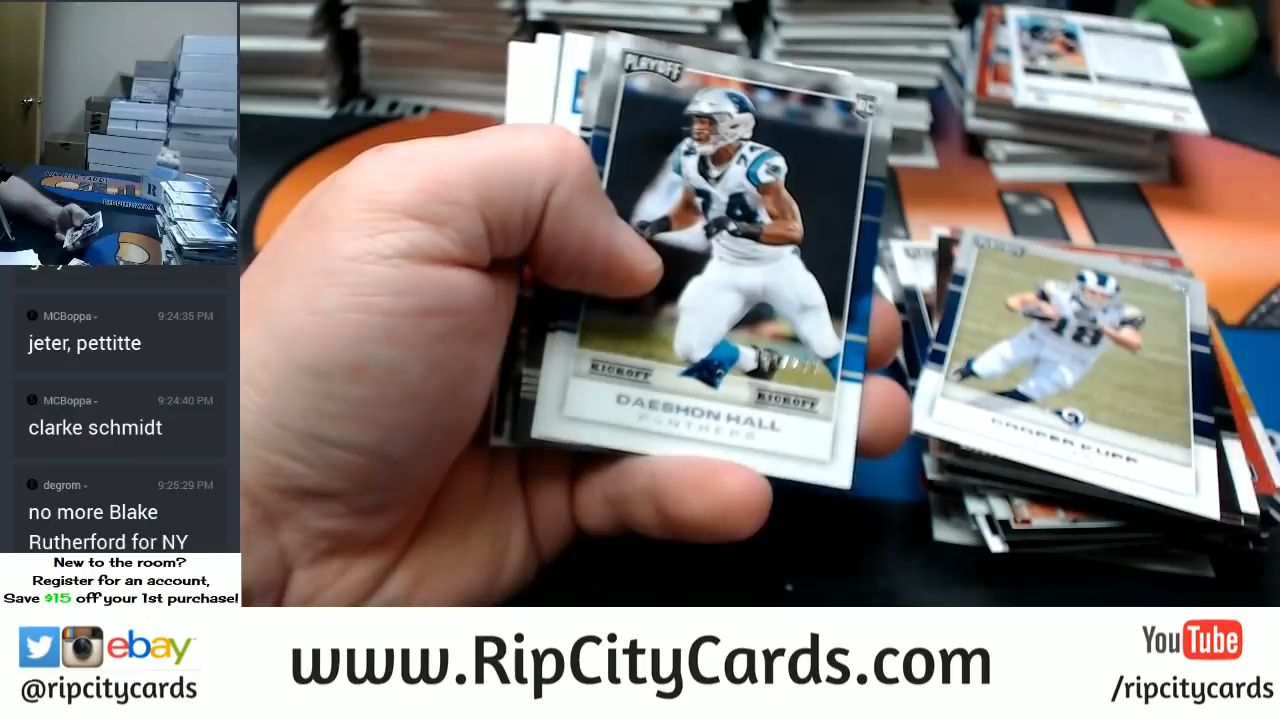 MCBoppa 9:24:35 PM
jeter, pettitte
MCBoppa 9:24:40 PM
clarke schmidt
degrom 9:25:29 PM
no more Blake
Rutherford for NY
New to the room?
Register for an account,
Save $15 off your 1st purchase!
PLAYOFF
RC
74
KICKOFF
KICKOFF
DAESHON HALL
PANTHERS
18
ebay
@ripcitycards
www.RipCityCards.com
YouTube
/ripcitycards